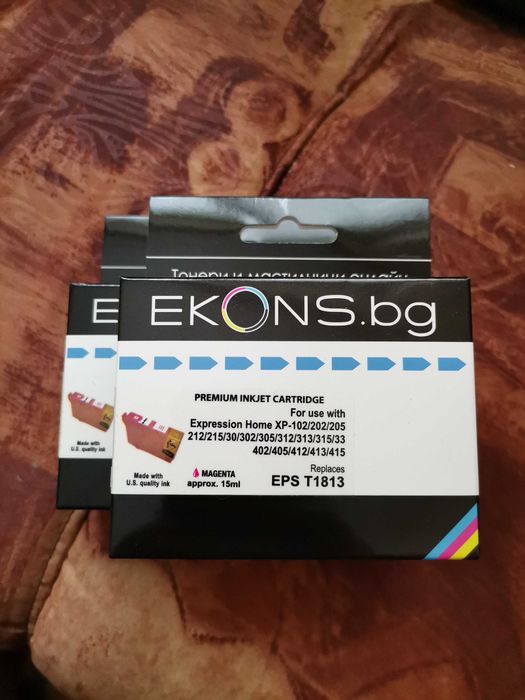 Тонери и мастилници онлайн
EKONS.bg
PREMIUM INKJET CARTRIDGE
For use with
Expression Home XP-102/202/205
212/215/30/302/305/312/313/315/33
402/405/412/413/415
Replaces
EPS T1813
MAGENTA
approx. 15ml
Made with
U.S. quality ink
E
Made with
U.S. quality ink